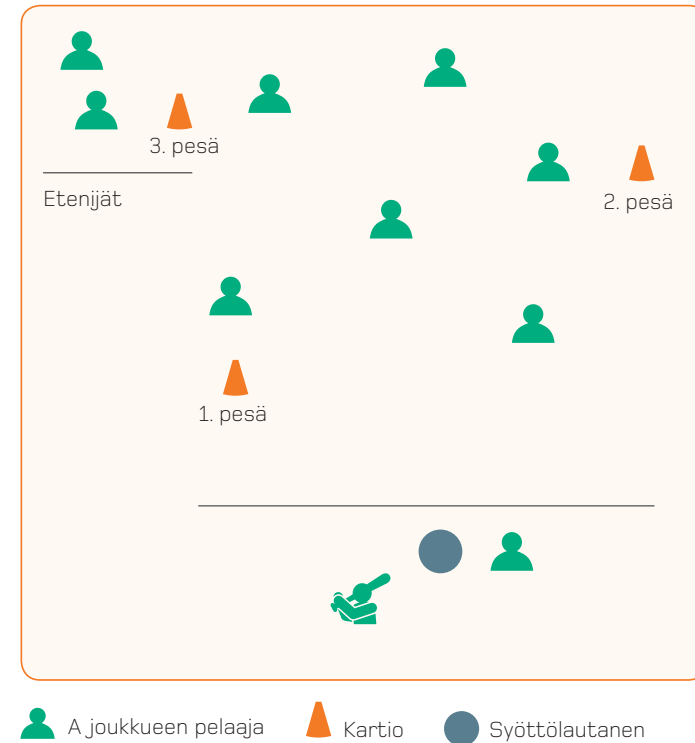 3. pesä
Etenijät
2. pesä
1. pesä
A joukkueen pelaaja
Kartio
Syöttölautanen